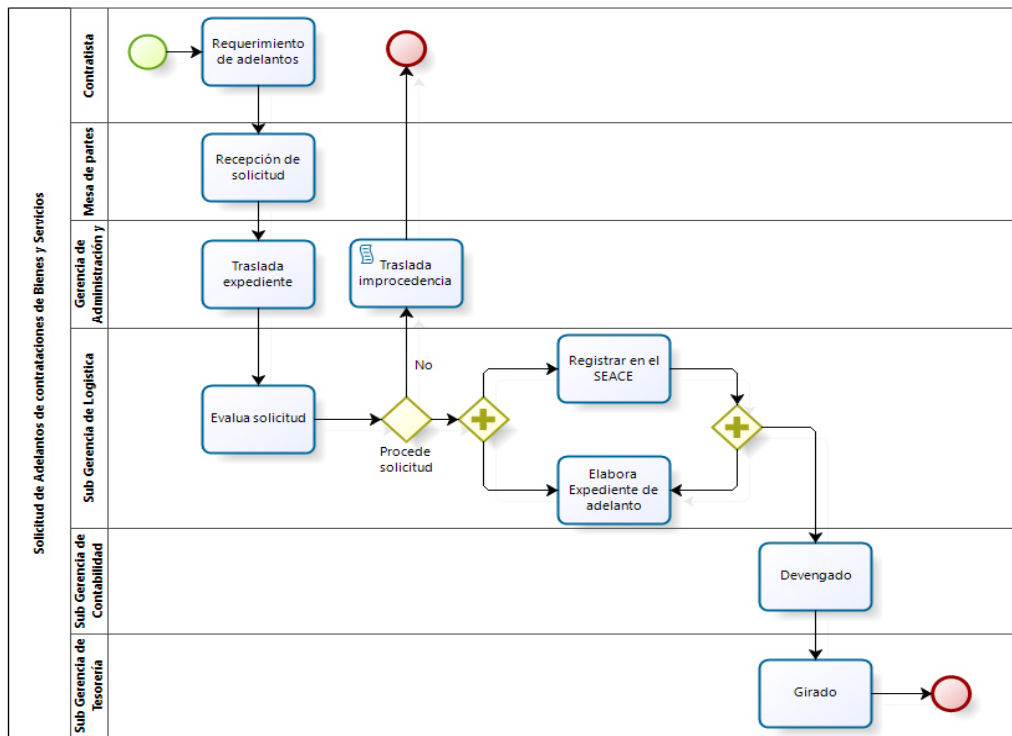 Solicitud de Adelantos de contrataciones de Bienes y Servicios
Contratista
Requerimiento
de adelantos
Mesa de partes
Recepción de
solicitud
Gerencia de
Administración y
Traslada
expediente
Traslada
improcedencia
Sub Gerencia de Logistica
Evalua solicitud
No
Procede
solicitud
Registrar en el
SEACE
Elabora
Expediente de
adelanto
Sub Gerencia de
Contabilidad
Devengado
Sub Gerencia de
Tesorería
Girado